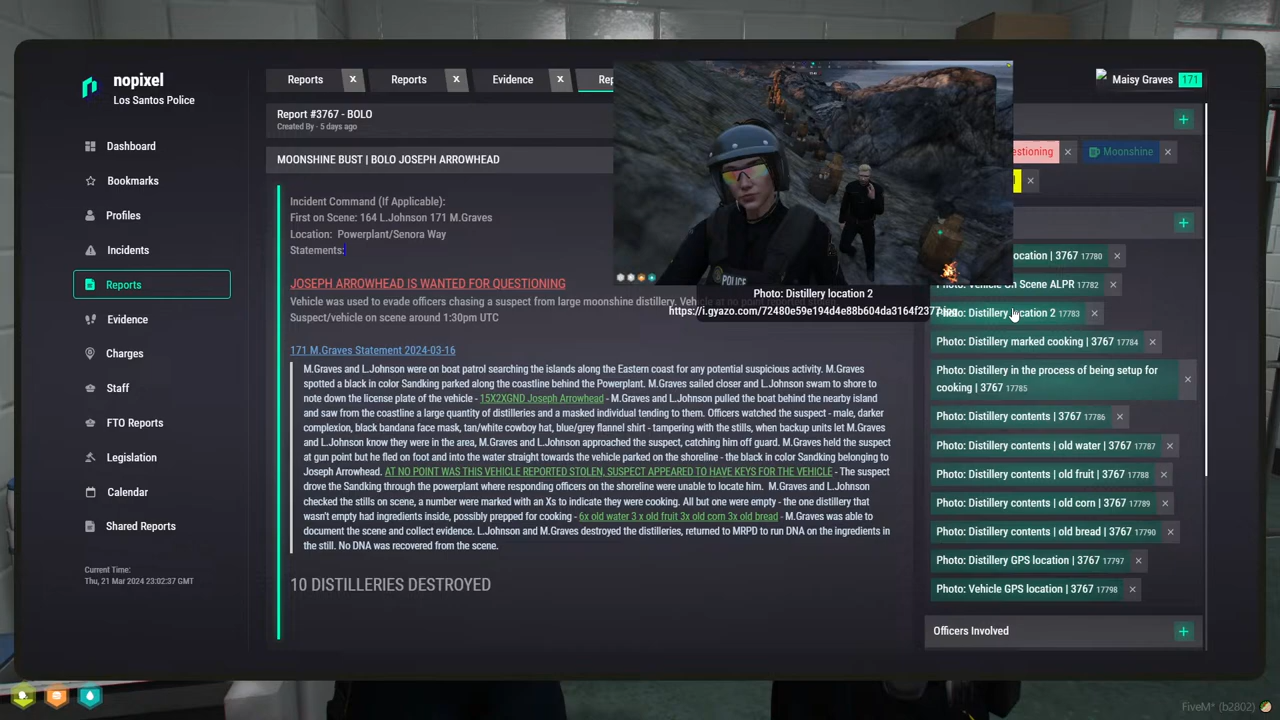 nopixel
Los Santos Police
Dashboard
Bookmarks
Profiles
Incidents
Reports
Evidence
Charges
Staff
FTO Reports
Legislation
Calendar
Shared Reports
Current Time:
Thu, 21 Mar 2024 23:02:37 GMT
Reports x Reports x Evidence x Rep
Maisy Graves 171
Report #3767 - BOLO
Created By · 5 days ago
MOONSHINE BUST | BOLO JOSEPH ARROWHEAD
Incident Command (If Applicable):
First on Scene: 164 L.Johnson 171 M.Graves
Location: Powerplant/Senora Way
Statements:
JOSEPH ARROWHEAD IS WANTED FOR QUESTIONING
Vehicle was used to evade officers chasing a suspect from large moonshine distillery. Vehicle at no point
Suspect/vehicle on scene around 1:30pm UTC
171 M.Graves Statement 2024-03-16
M.Graves and L.Johnson were on boat patrol searching the islands along the Eastern coast for any potential suspicious activity. M.Graves
spotted a black in color Sandking parked along the coastline behind the Powerplant. M.Graves sailed closer and L.Johnson swam to shore to
note down the license plate of the vehicle - 15X2XGND Joseph Arrowhead - M.Graves and L.Johnson pulled the boat behind the nearby island
and saw from the coastline a large quantity of distilleries and a masked individual tending to them. Officers watched the suspect - male, darker
complexion, black bandana face mask, tan/white cowboy hat, blue/grey flannel shirt - tampering with the stills, when backup units let M.Graves
and L.Johnson know they were in the area, M.Graves and L.Johnson approached the suspect, catching him off guard. M.Graves held the suspect
at gun point but he fled on foot and into the water straight towards the vehicle parked on the shoreline - the black in color Sandking belonging to
Joseph Arrowhead. AT NO POINT WAS THIS VEHICLE REPORTED STOLEN, SUSPECT APPEARED TO HAVE KEYS FOR THE VEHICLE - The suspect
drove the Sandking through the powerplant where responding officers on the shoreline were unable to locate him. M.Graves and L.Johnson
checked the stills on scene, a number were marked with an Xs to indicate they were cooking. All but one were empty - the one distillery that
wasn't empty had ingredients inside, possibly prepped for cooking - 6x old water 3 x old fruit 3x old corn 3x old bread - M.Graves was able to
document the scene and collect evidence. L.Johnson and M.Graves destroyed the distilleries, returned to MRPD to run DNA on the ingredients in
the still. No DNA was recovered from the scene.
10 DISTILLERIES DESTROYED
POLICE
Photo: Distillery location 2
https://i.gyazo.com/72480e59e194d4e88b604da3164f2377
estioning x Moonshine x
x
ocation | 3767 17780 x
Photo: Vehicle On Scene ALPR 17782 x
Photo: Distillery location 2 17783 x
Photo: Distillery marked cooking | 3767 17784 x
Photo: Distillery in the process of being setup for
cooking | 3767 17785 x
Photo: Distillery contents | 3767 17786 x
Photo: Distillery contents | old water | 3767 17787 x
Photo: Distillery contents | old fruit | 3767 17788 x
Photo: Distillery contents | old corn | 3767 17789 x
Photo: Distillery contents | old bread | 3767 17790 x
Photo: Distillery GPS location | 3767 17797 x
Photo: Vehicle GPS location | 3767 17798 x
Officers Involved
FiveM* (b2802)